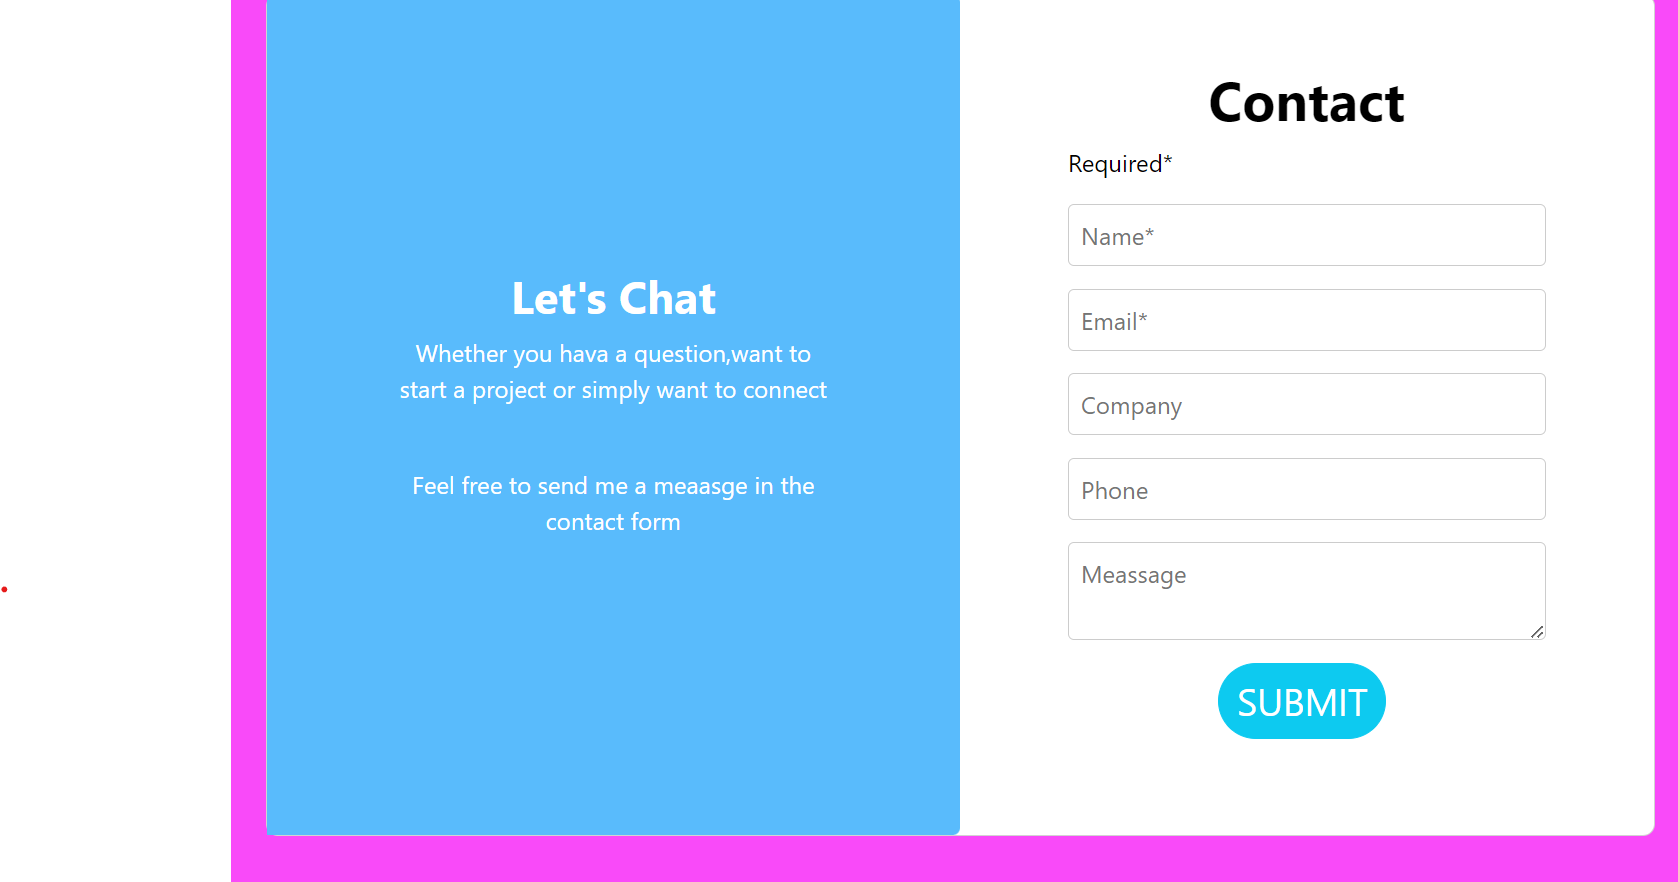 Let's Chat
Whether you hava a question,want to
start a project or simply want to connect
Feel free to send me a meaasge in the
contact form
Contact
Required*
Name*
Email*
Company
Phone
Meassage
SUBMIT